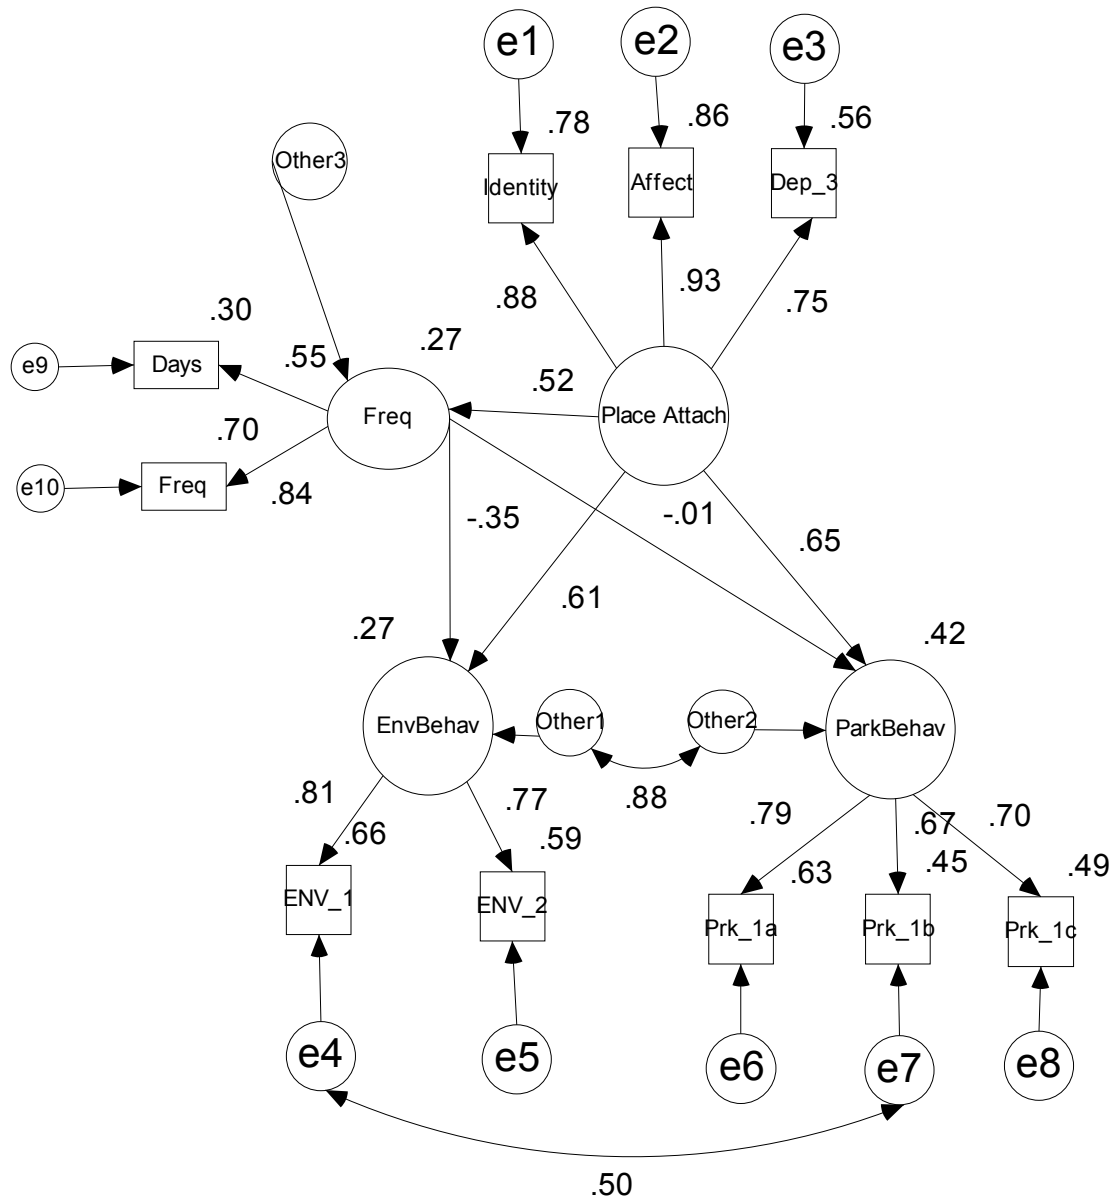 e1
e2
e3
.78
.86
.56
Other3
Identity
Affect
Dep_3
.88
.93
.75
.30
.27
e9
Days
.55
.52
Freq
Place Attach
.70
e10
Freq
.84
-.35
-.01
.65
.61
.27
.42
EnvBehav
Other1
Other2
ParkBehav
.81
.77
.88
.79
.67
.70
.66
.59
.63
.45
.49
ENV_1
ENV_2
Prk_1a
Prk_1b
Prk_1c
e4
e5
e6
e7
e8
.50